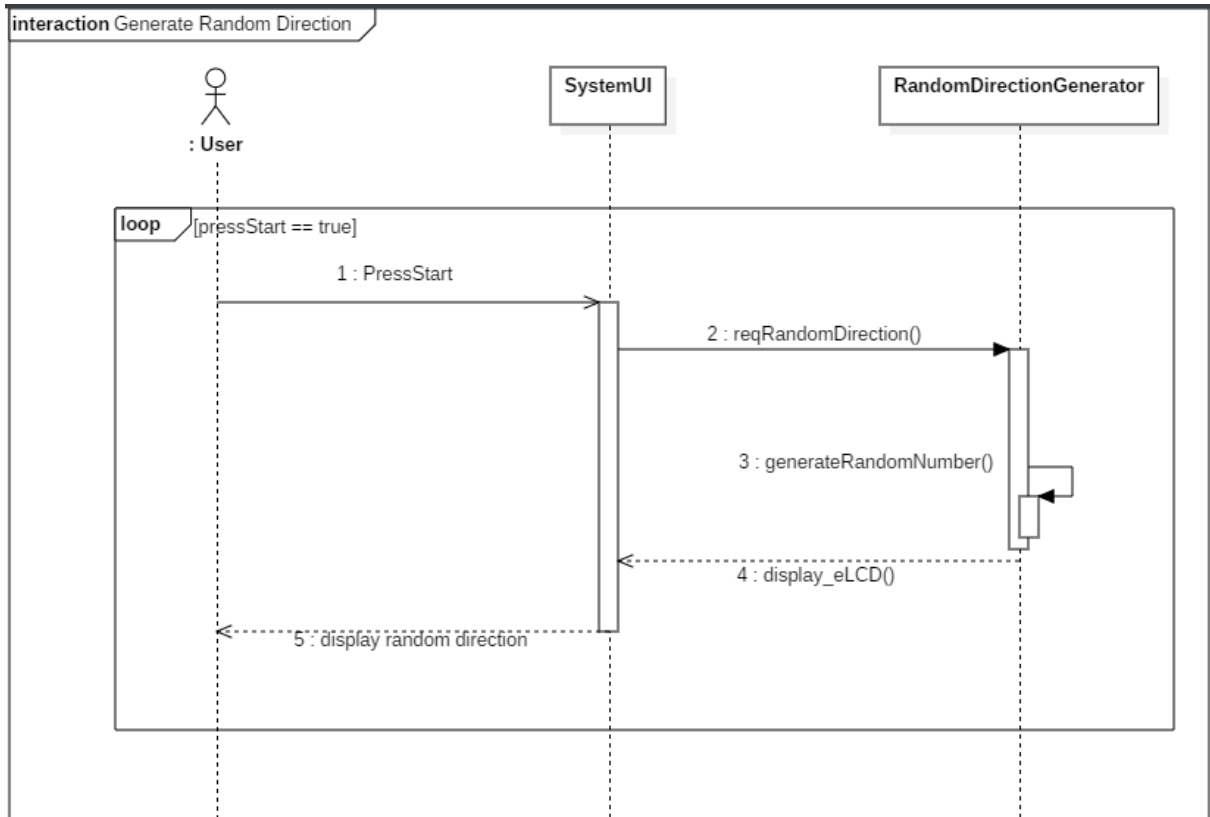 interaction Generate Random Direction
SystemUI
RandomDirectionGenerator
: User
loop
[pressStart == true]
1 : PressStart
2 : reqRandomDirection()
3 : generateRandomNumber()
4 : display_eLCD()
5 : display random direction